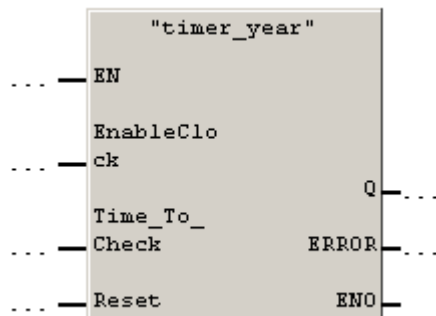 "timer_year"
... EN
EnableClo
... ck
Q ...
Time_To_
... Check ERROR ...
... Reset ENO